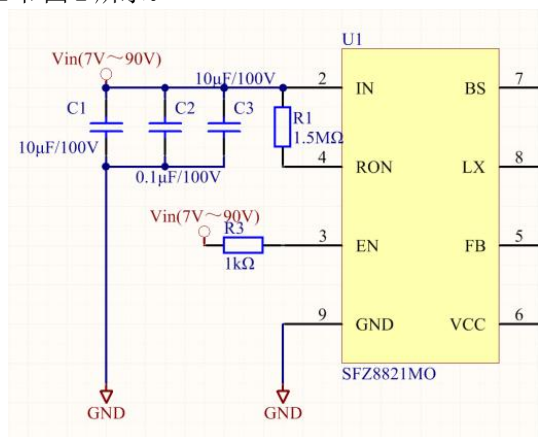 U1
Vin(7V～90V)
10μF/100V
2
IN
BS
7
C1
C2
C3
R1
1.5MΩ
10μF/100V
4
RON
LX
8
0.1μF/100V
Vin(7V～90V)
R3
3
EN
FB
5
1kΩ
9
GND
VCC
6
SFZ8821MO
GND
GND